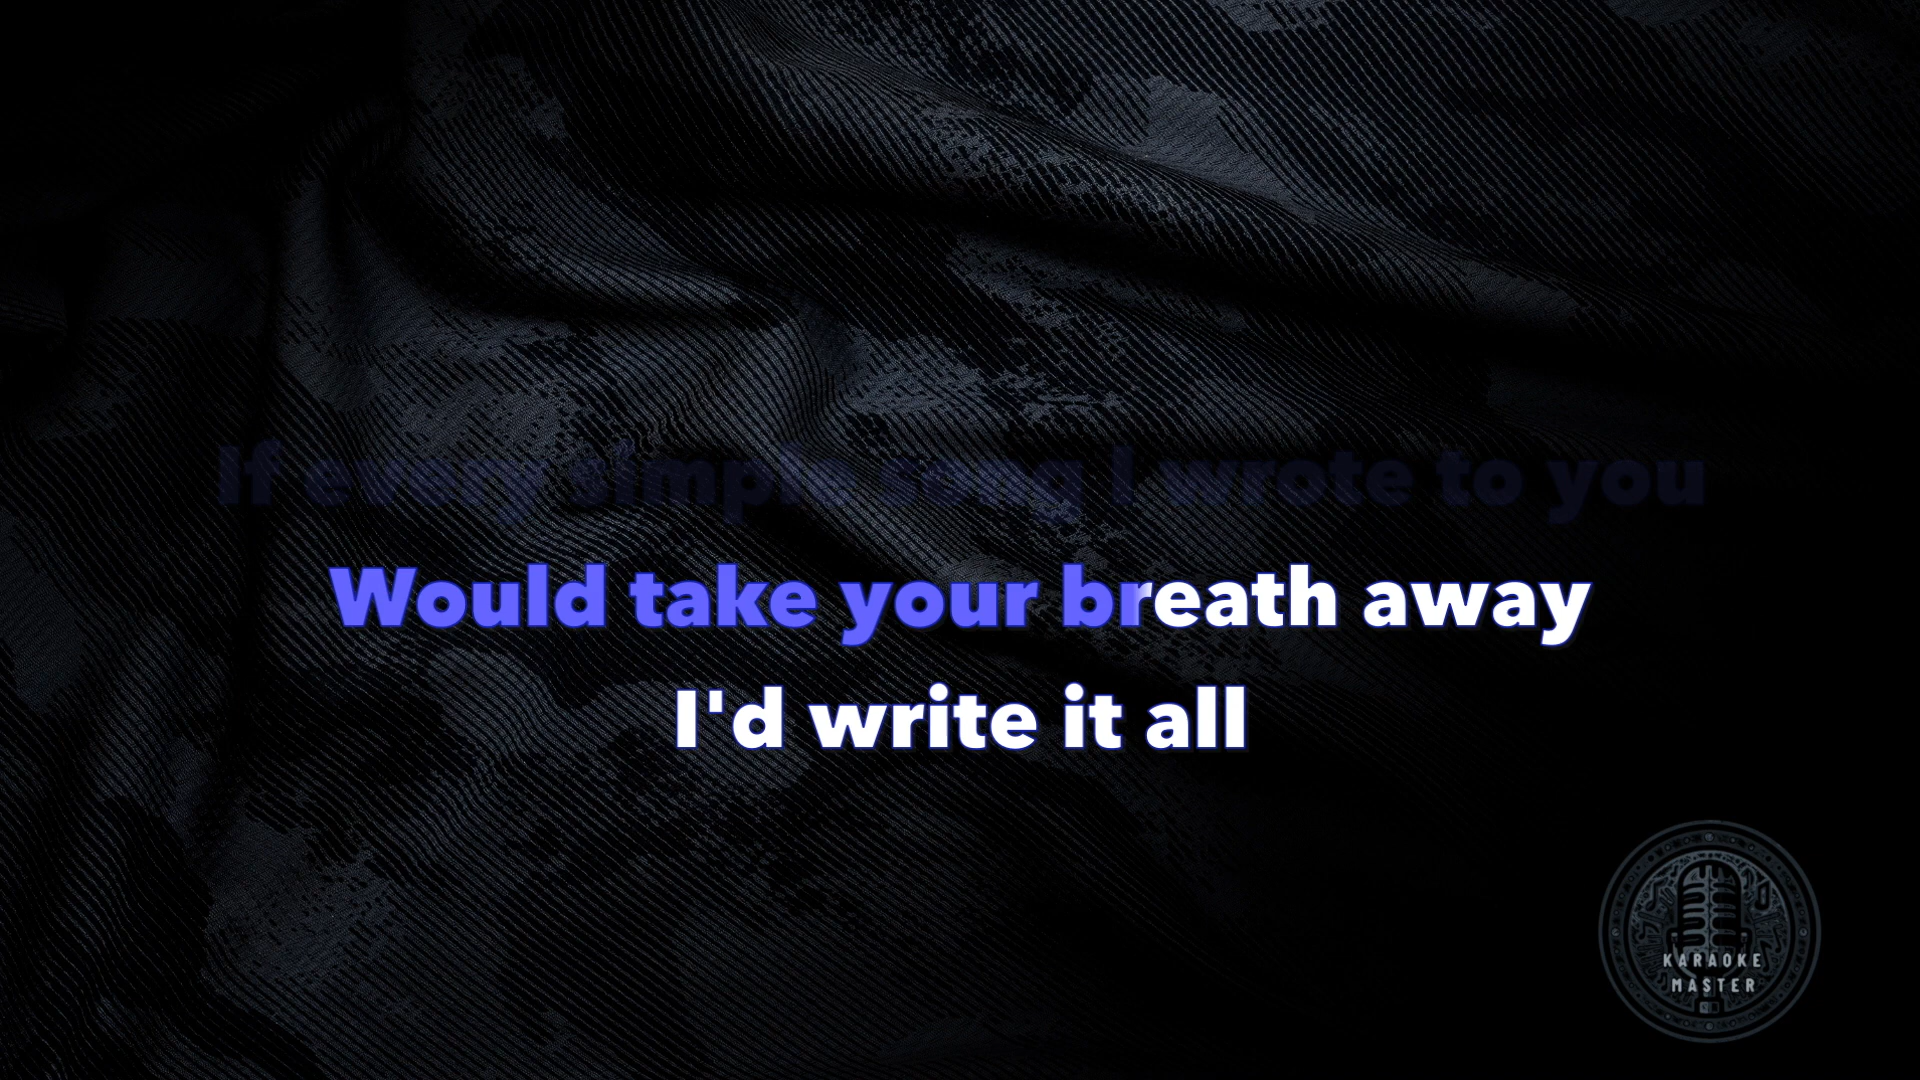 If every simple song I wrote to you
Would take your breath away
I'd write it all
KARAOKE
MASTER